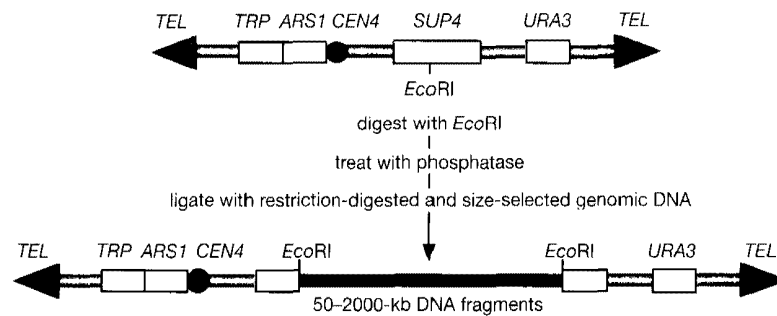 TEL TRP ARS1 CEN4 SUP4 URA3 TEL
EcoRI
digest with EcoRI
treat with phosphatase
ligate with restriction-digested and size-selected genomic DNA
TEL TRP ARS1 CEN4 EcoRI EcoRI URA3 TEL
50–2000-kb DNA fragments